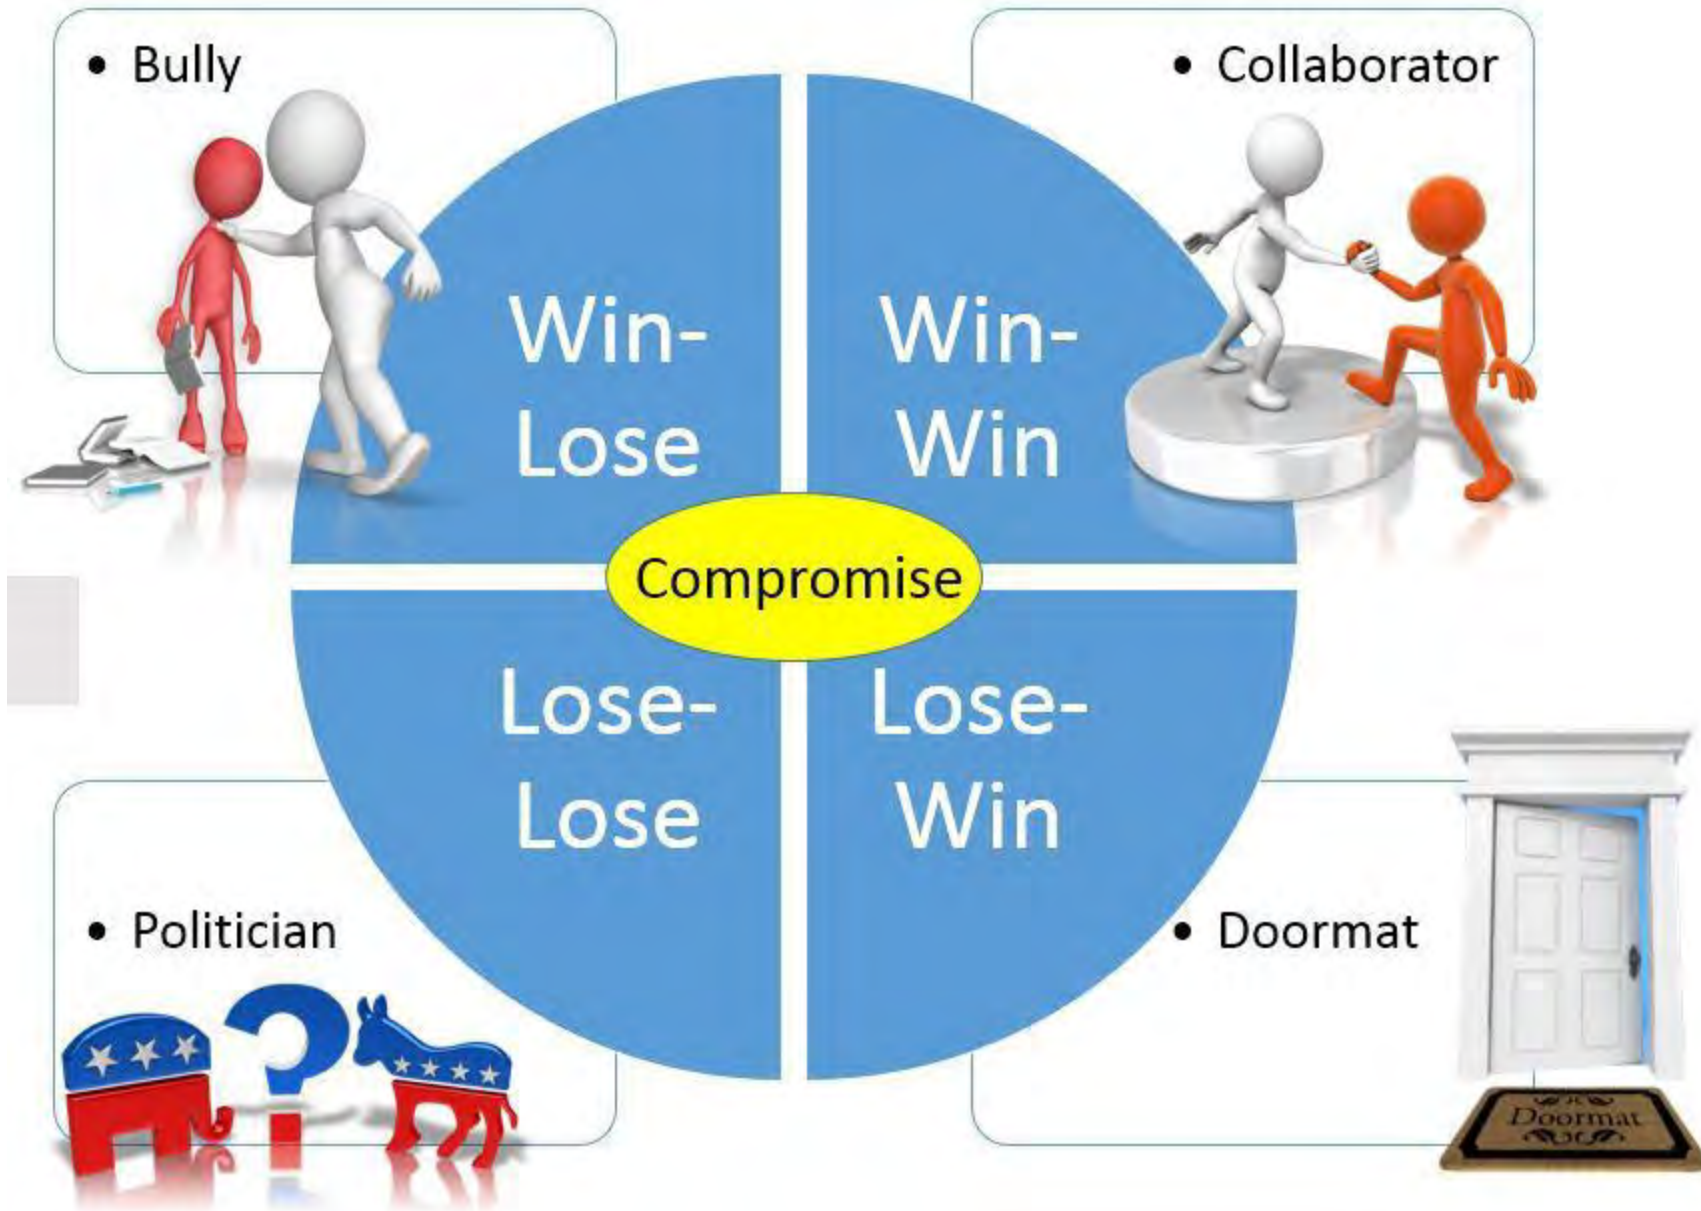 • Bully
• Collaborator
Win-
Lose
Win-
Win
Compromise
Lose-
Lose
Lose-
Win
• Politician
• Doormat
Doormat